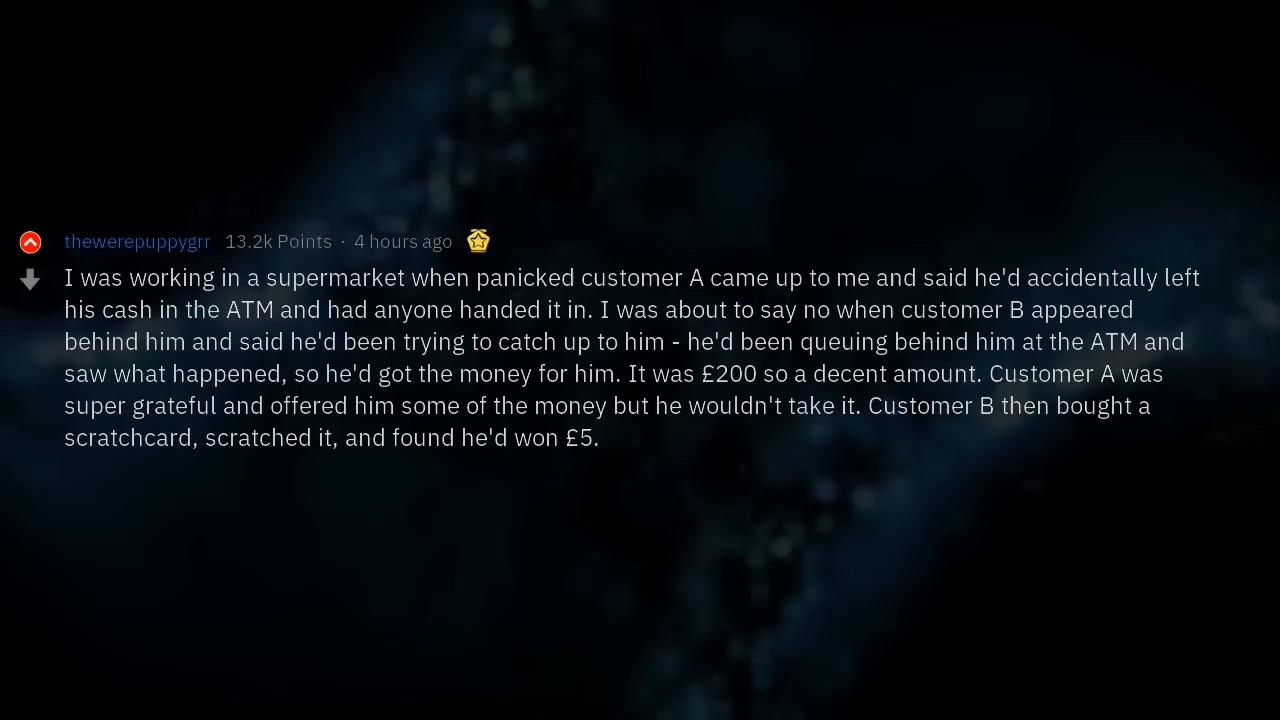 thewerepuppygrr 13.2k Points · 4 hours ago
I was working in a supermarket when panicked customer A came up to me and said he'd accidentally left
his cash in the ATM and had anyone handed it in. I was about to say no when customer B appeared
behind him and said he'd been trying to catch up to him - he'd been queuing behind him at the ATM and
saw what happened, so he'd got the money for him. It was £200 so a decent amount. Customer A was
super grateful and offered him some of the money but he wouldn't take it. Customer B then bought a
scratchcard, scratched it, and found he'd won £5.